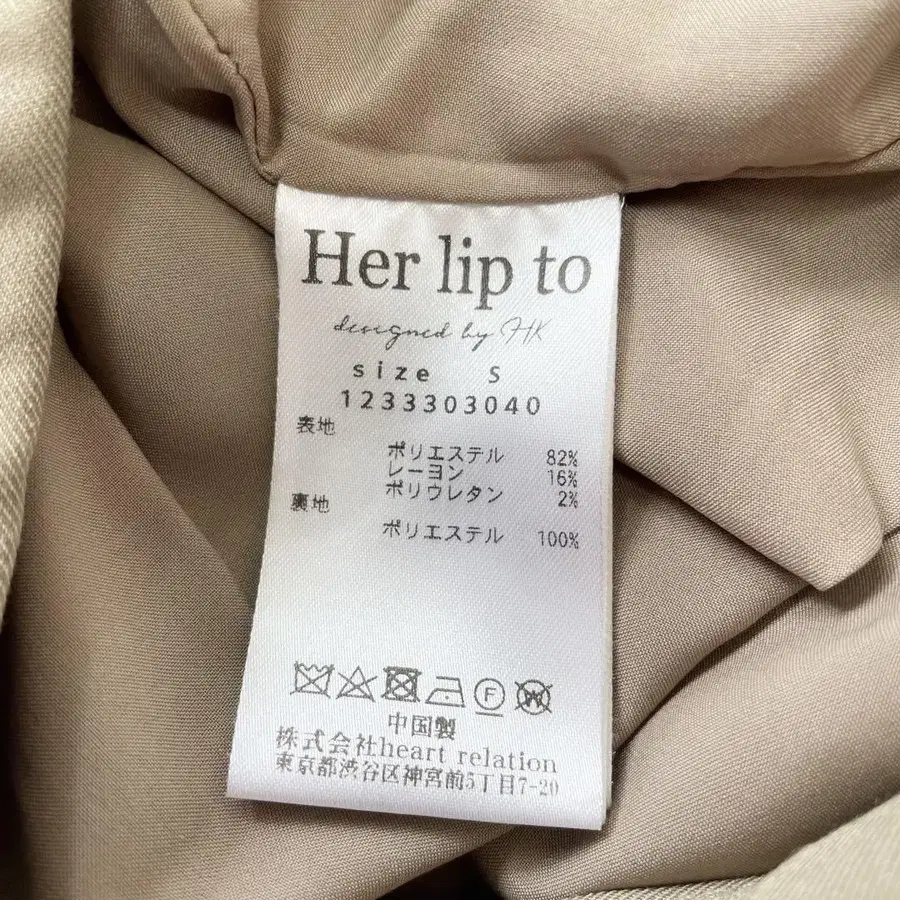 Her lip to
designed by HK
size S
1233303040
表地
ポリエステル 82%
レーヨン 16%
ポリウレタン 2%
裏地
ポリエステル 100%
F W
中国製
株式会社heart relation
東京都渋谷区神宮前5丁目7-20